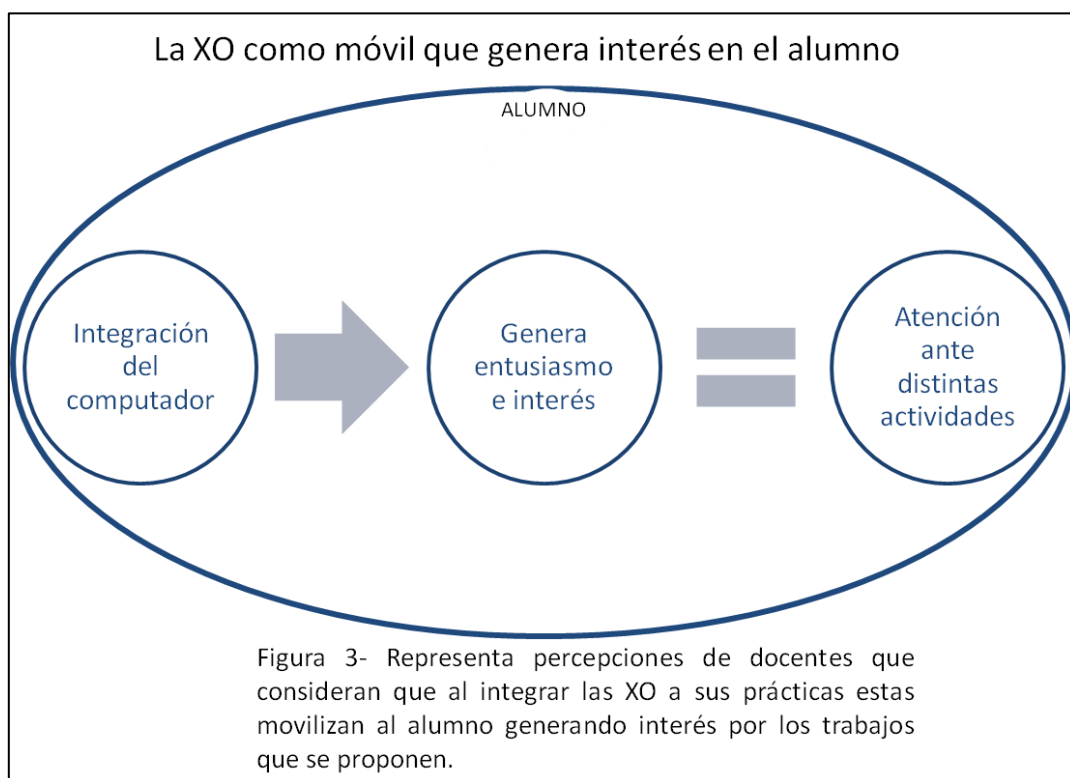 La XO como móvil que genera interés en el alumno
ALUMNO
Integración
del
computador
Genera
entusiasmo
e interés
Atención
ante
distintas
actividades
Figura 3- Representa percepciones de docentes que
consideran que al integrar las XO a sus prácticas estas
movilizan al alumno generando interés por los trabajos
que se proponen.